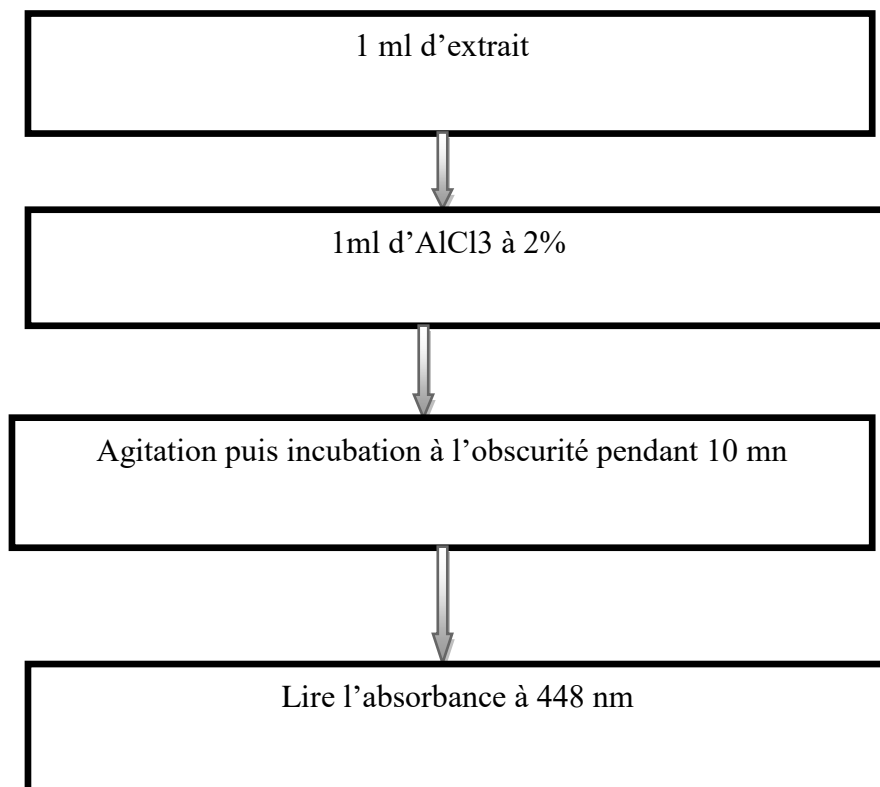 1 ml d’extrait
1ml d’AlCl3 à 2%
Agitation puis incubation à l’obscurité pendant 10 mn
Lire l’absorbance à 448 nm